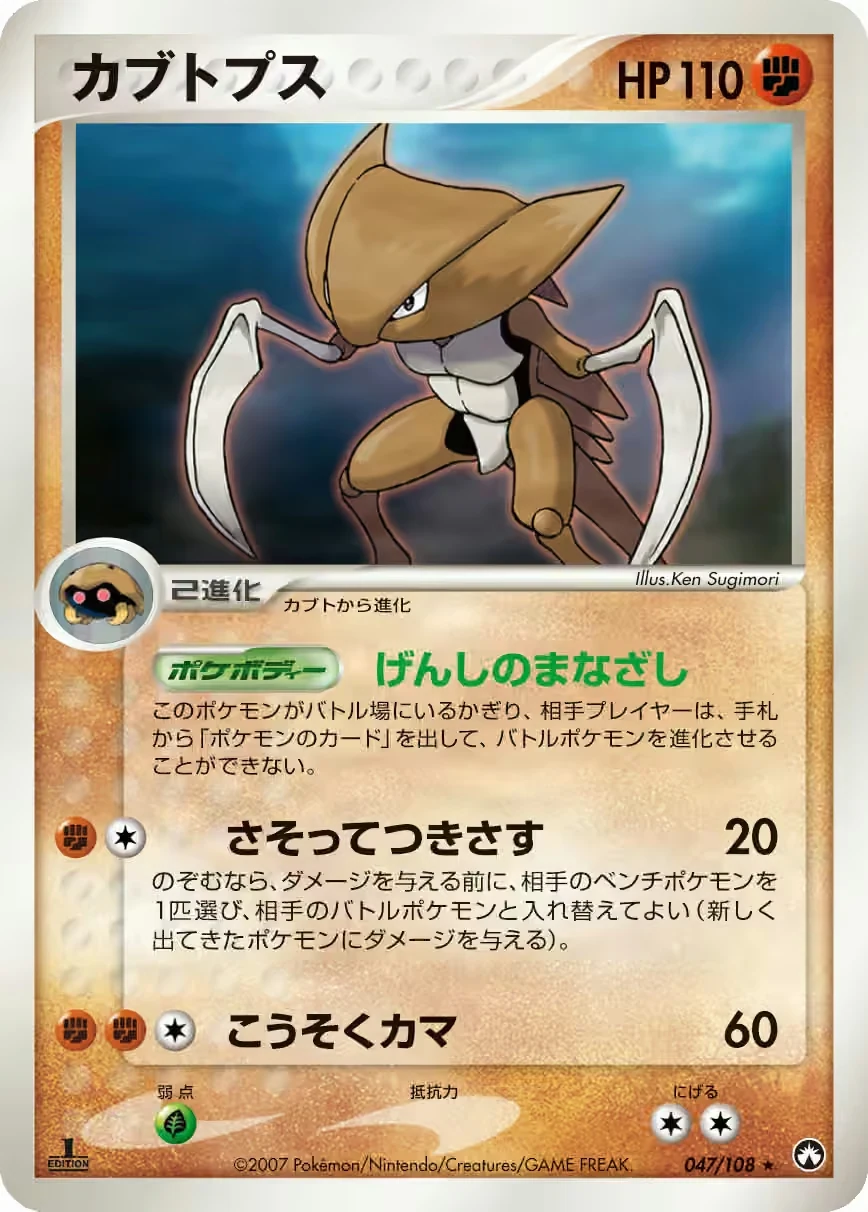 カブトプス
HP 110
己進化
カブトから進化
Illus.Ken Sugimori
ポケボディー
げんしのまなざし
このポケモンがバトル場にいるかぎり、相手プレイヤーは、手札
から「ポケモンのカード」を出して、バトルポケモンを進化させる
ことができない。
さそってつきさす 20
のぞむなら、ダメージを与える前に、相手のベンチポケモンを
1匹選び、相手のバトルポケモンと入れ替えてよい（新しく
出てきたポケモンにダメージを与える）。
こうそくカマ 60
弱点 抵抗力 にげる
1 EDITION
©2007 Pokémon/Nintendo/Creatures/GAME FREAK.
047/108 ★